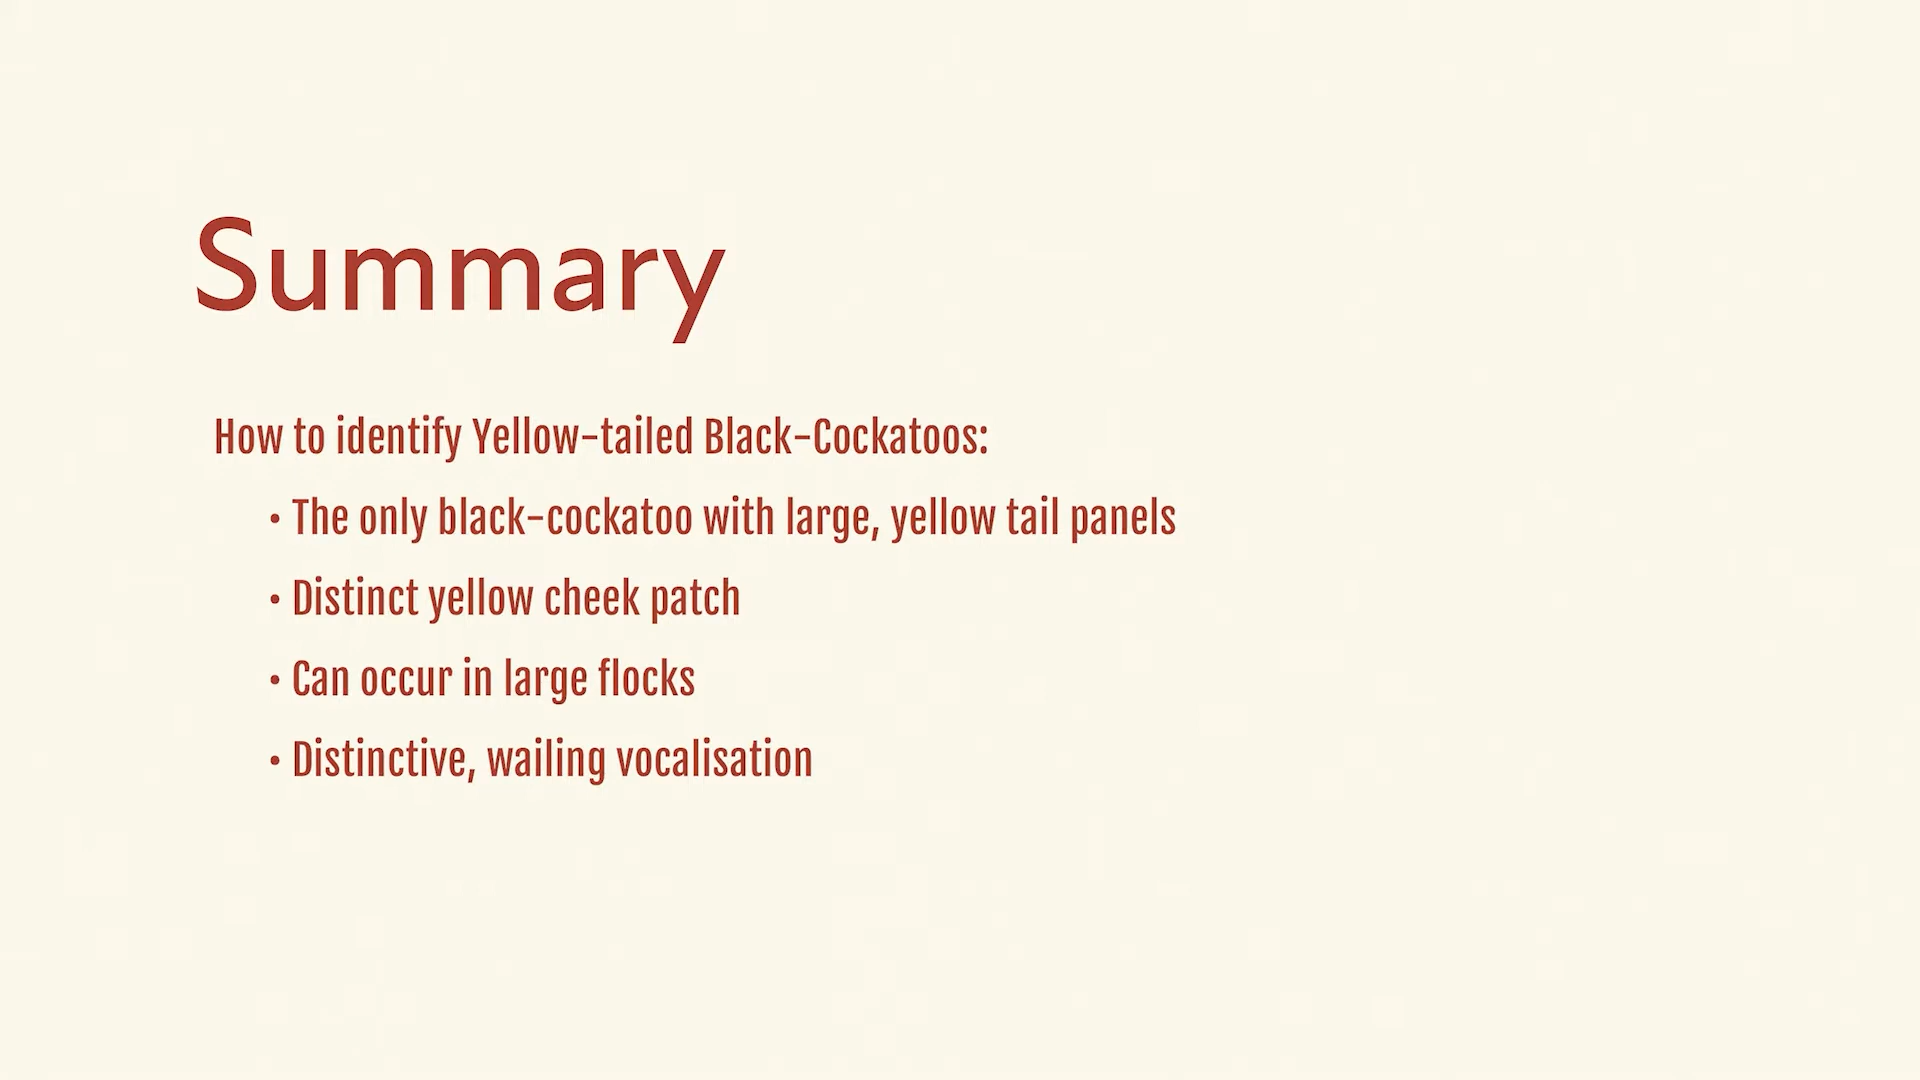 Summary
How to identify Yellow-tailed Black-Cockatoos:
• The only black-cockatoo with large, yellow tail panels
• Distinct yellow cheek patch
• Can occur in large flocks
• Distinctive, wailing vocalisation